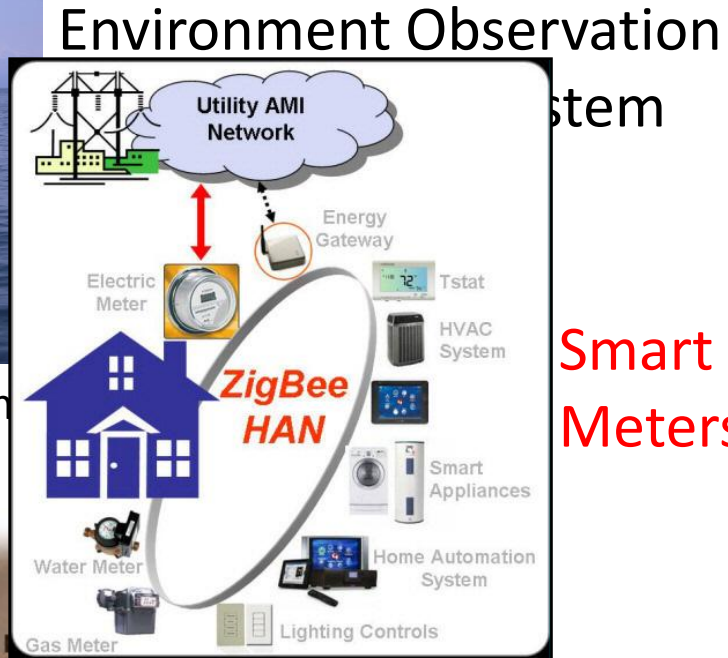 Environment Observation
stem
Utility AMI
Network
Energy
Gateway
Electric
Meter
Tstat
72°
HVAC
System
ZigBee
HAN
Smart
Meters
Smart
Appliances
Water Meter
Home Automation
System
Lighting Controls
Gas Meter